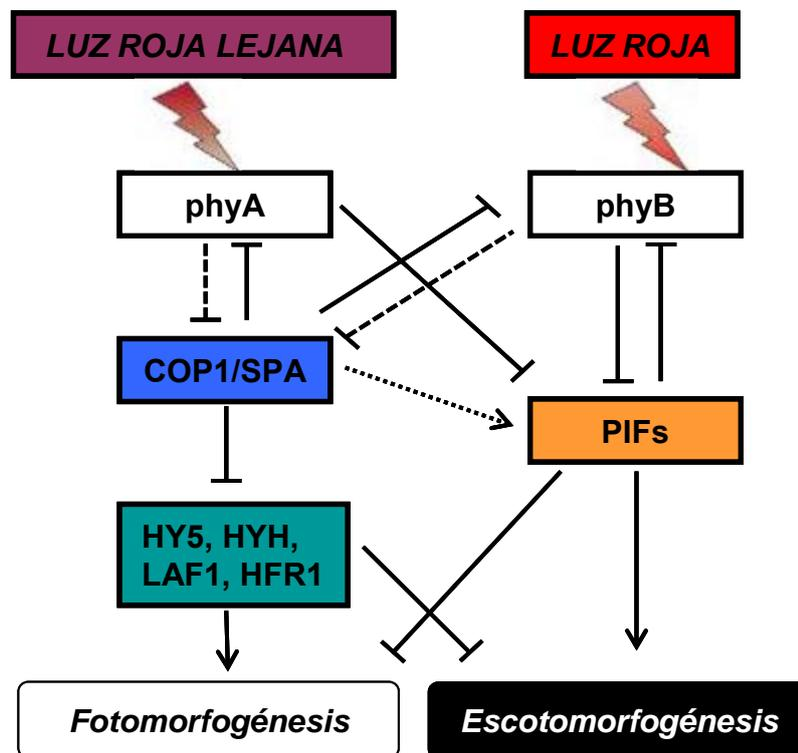 LUZ ROJA LEJANA
LUZ ROJA
phyA
phyB
COP1/SPA
PIFs
HY5, HYH,
LAF1, HFR1
Fotomorfogénesis
Escotomorfogénesis